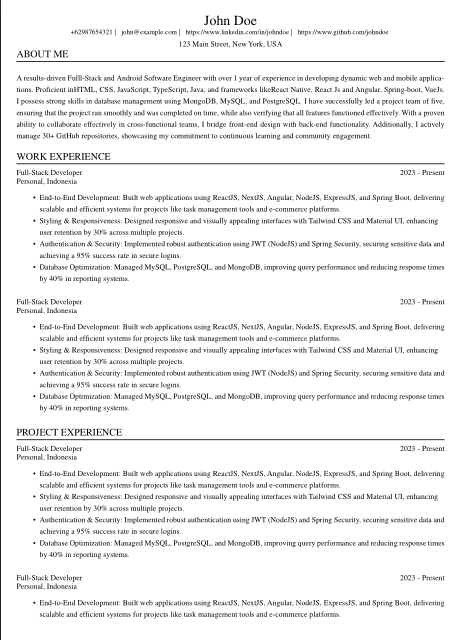 John Doe
+62987654321 | john@example.com | https://www.linkedin.com/in/johndoe | https://www.github.com/johndoe
123 Main Street, New York, USA
ABOUT ME
A results-driven Fulll-Stack and Android Software Engineer with over 1 year of experience in developing dynamic web and mobile applica-
tions. Proficient inHTML, CSS, JavaScript, TypeScript, Java, and frameworks likeReact Native, React Js and Angular, Spring-boot, VueJs.
I possess strong skills in database management using MongoDB, MySQL, and PostgreSQL. I have successfully led a project team of five,
ensuring that the project ran smoothly and was completed on time, while also verifying that all features functioned effectively. With a proven
ability to collaborate effectively in cross-functional teams, I bridge front-end design with back-end functionality. Additionally, I actively
manage 30+ GitHub repositories, showcasing my commitment to continuous learning and community engagement.
WORK EXPERIENCE
Full-Stack Developer 2023 - Present
Personal, Indonesia
• End-to-End Development: Built web applications using ReactJS, NextJS, Angular, NodeJS, ExpressJS, and Spring Boot, delivering
scalable and efficient systems for projects like task management tools and e-commerce platforms.
• Styling & Responsiveness: Designed responsive and visually appealing interfaces with Tailwind CSS and Material UI, enhancing
user retention by 30% across multiple projects.
• Authentication & Security: Implemented robust authentication using JWT (NodeJS) and Spring Security, securing sensitive data and
achieving a 95% success rate in secure logins.
• Database Optimization: Managed MySQL, PostgreSQL, and MongoDB, improving query performance and reducing response times
by 40% in reporting systems.
Full-Stack Developer 2023 - Present
Personal, Indonesia
• End-to-End Development: Built web applications using ReactJS, NextJS, Angular, NodeJS, ExpressJS, and Spring Boot, delivering
scalable and efficient systems for projects like task management tools and e-commerce platforms.
• Styling & Responsiveness: Designed responsive and visually appealing interfaces with Tailwind CSS and Material UI, enhancing
user retention by 30% across multiple projects.
• Authentication & Security: Implemented robust authentication using JWT (NodeJS) and Spring Security, securing sensitive data and
achieving a 95% success rate in secure logins.
• Database Optimization: Managed MySQL, PostgreSQL, and MongoDB, improving query performance and reducing response times
by 40% in reporting systems.
PROJECT EXPERIENCE
Full-Stack Developer 2023 - Present
Personal, Indonesia
• End-to-End Development: Built web applications using ReactJS, NextJS, Angular, NodeJS, ExpressJS, and Spring Boot, delivering
scalable and efficient systems for projects like task management tools and e-commerce platforms.
• Styling & Responsiveness: Designed responsive and visually appealing interfaces with Tailwind CSS and Material UI, enhancing
user retention by 30% across multiple projects.
• Authentication & Security: Implemented robust authentication using JWT (NodeJS) and Spring Security, securing sensitive data and
achieving a 95% success rate in secure logins.
• Database Optimization: Managed MySQL, PostgreSQL, and MongoDB, improving query performance and reducing response times
by 40% in reporting systems.
Full-Stack Developer 2023 - Present
Personal, Indonesia
• End-to-End Development: Built web applications using ReactJS, NextJS, Angular, NodeJS, ExpressJS, and Spring Boot, delivering
scalable and efficient systems for projects like task management tools and e-commerce platforms.